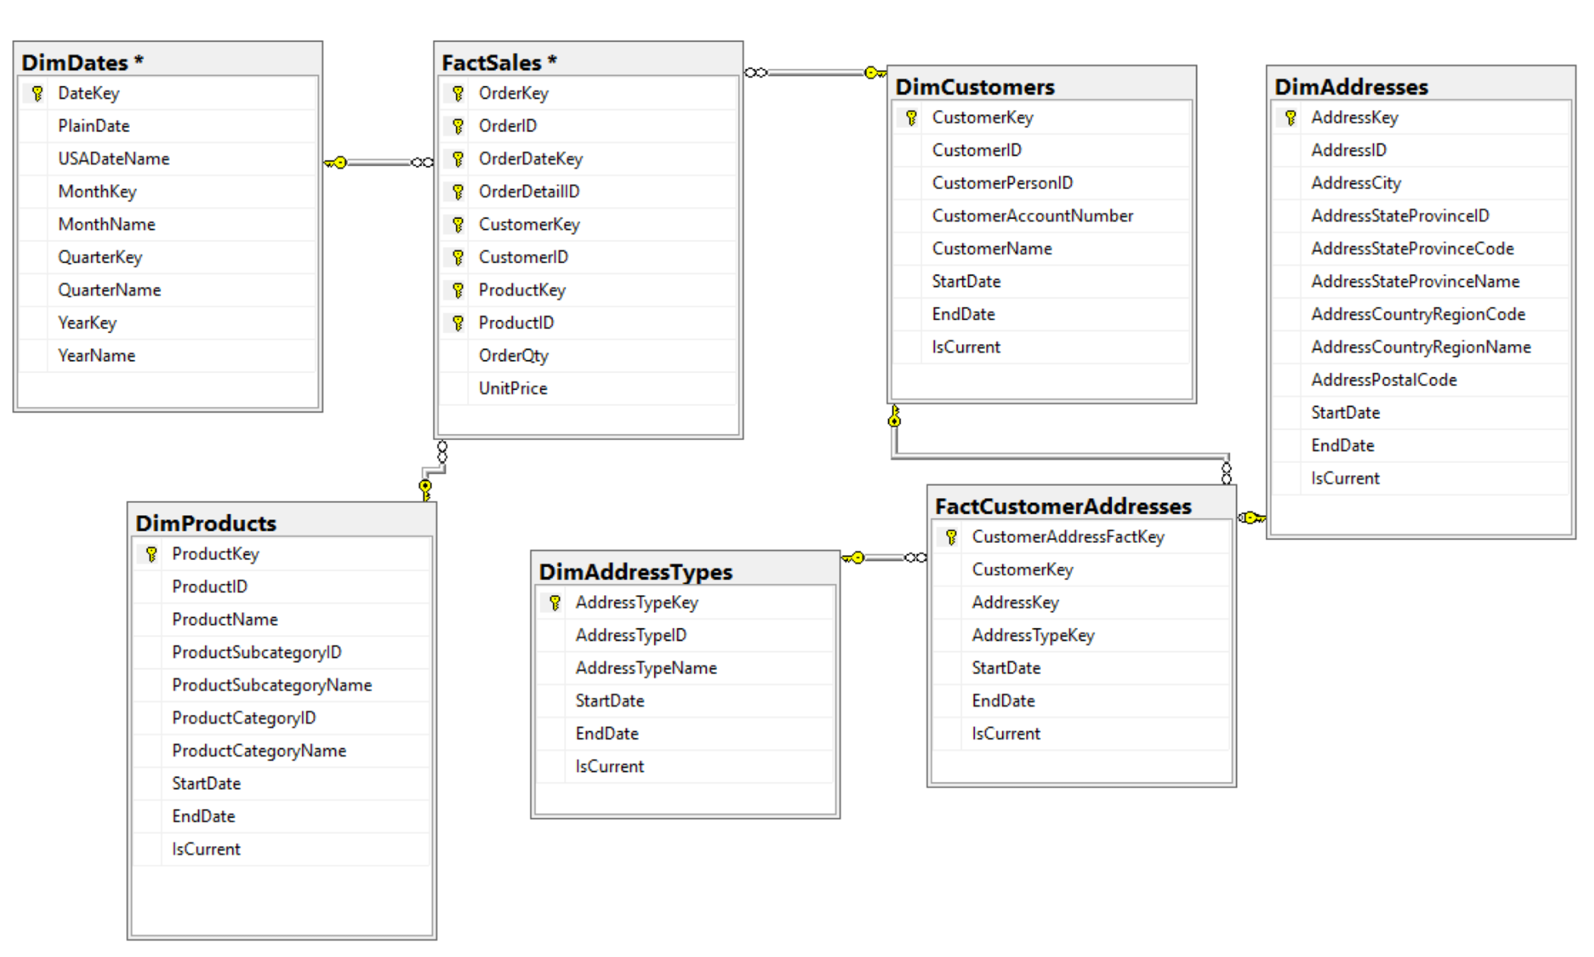 DimDates *
DateKey
PlainDate
USADateName
MonthKey
MonthName
QuarterKey
QuarterName
YearKey
YearName
FactSales *
OrderKey
OrderID
OrderDateKey
OrderDetailID
CustomerKey
CustomerID
ProductKey
ProductID
OrderQty
UnitPrice
DimCustomers
CustomerKey
CustomerID
CustomerPersonID
CustomerAccountNumber
CustomerName
StartDate
EndDate
IsCurrent
DimAddresses
AddressKey
AddressID
AddressCity
AddressStateProvinceID
AddressStateProvinceCode
AddressStateProvinceName
AddressCountryRegionCode
AddressCountryRegionName
AddressPostalCode
StartDate
EndDate
IsCurrent
DimProducts
ProductKey
ProductID
ProductName
ProductSubcategoryID
ProductSubcategoryName
ProductCategoryID
ProductCategoryName
StartDate
EndDate
IsCurrent
DimAddressTypes
AddressTypeKey
AddressTypeID
AddressTypeName
StartDate
EndDate
IsCurrent
FactCustomerAddresses
CustomerAddressFactKey
CustomerKey
AddressKey
AddressTypeKey
StartDate
EndDate
IsCurrent